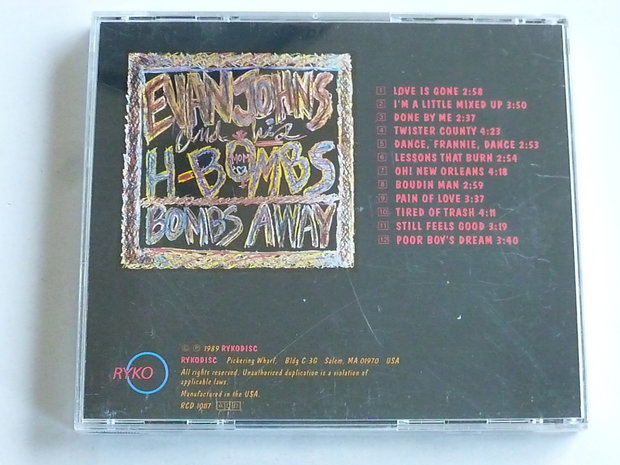 EVAN JOHNS
and his
H-BOMBS
MOM
BOMBS AWAY
1 LOVE IS GONE 2:58
2 I'M A LITTLE MIXED UP 3:50
3 DONE BY ME 2:37
4 TWISTER COUNTY 4:23
5 DANCE, FRANNIE, DANCE 2:53
6 LESSONS THAT BURN 2:54
7 OH! NEW ORLEANS 4:18
8 BOUDIN MAN 2:59
9 PAIN OF LOVE 3:37
10 TIRED OF TRASH 4:11
11 STILL FEELS GOOD 3:19
12 POOR BOY'S DREAM 3:40
© ℗ 1989 RYKODISC
RYKODISC Pickering Wharf, Bldg C-3G Salem, MA 01970 USA
All rights reserved. Unauthorized duplication is a violation of
applicable laws.
Manufactured in the USA.
RCD 1087
RYKO